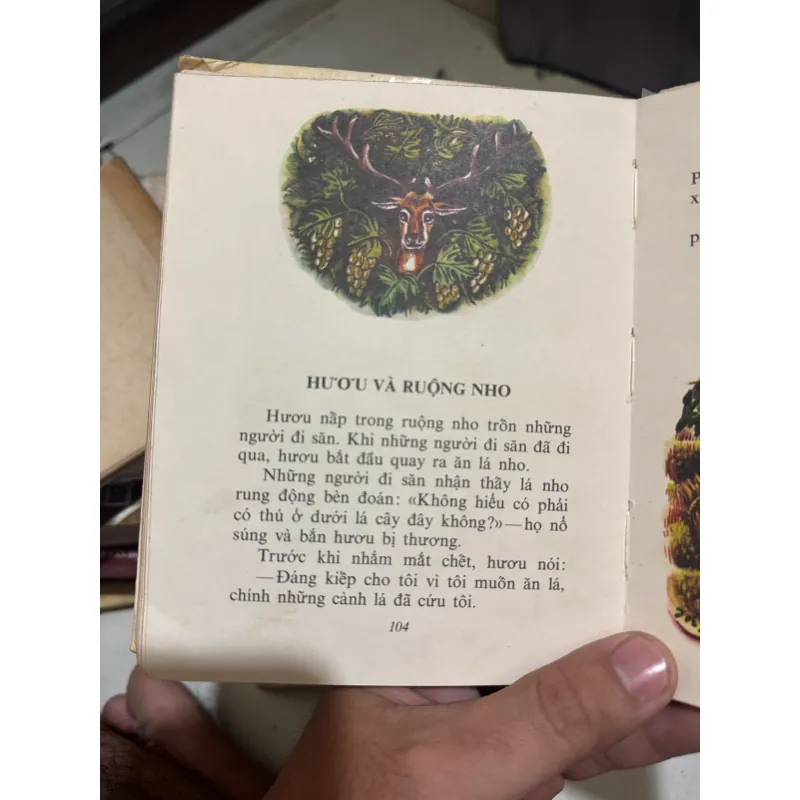 HƯƠU VÀ RUỘNG NHO
Hươu nấp trong ruộng nho trốn những
người đi săn. Khi những người đi săn đã đi
qua, hươu bắt đầu quay ra ăn lá nho.
Những người đi săn nhận thấy lá nho
rung động bèn đoán: «Không hiểu có phải
có thú ở dưới lá cây đây không?»—họ nổ
súng và bắn hươu bị thương.
Trước khi nhắm mắt chết, hươu nói:
—Đáng kiếp cho tôi vì tôi muốn ăn lá,
chính những cành lá đã cứu tôi.
104